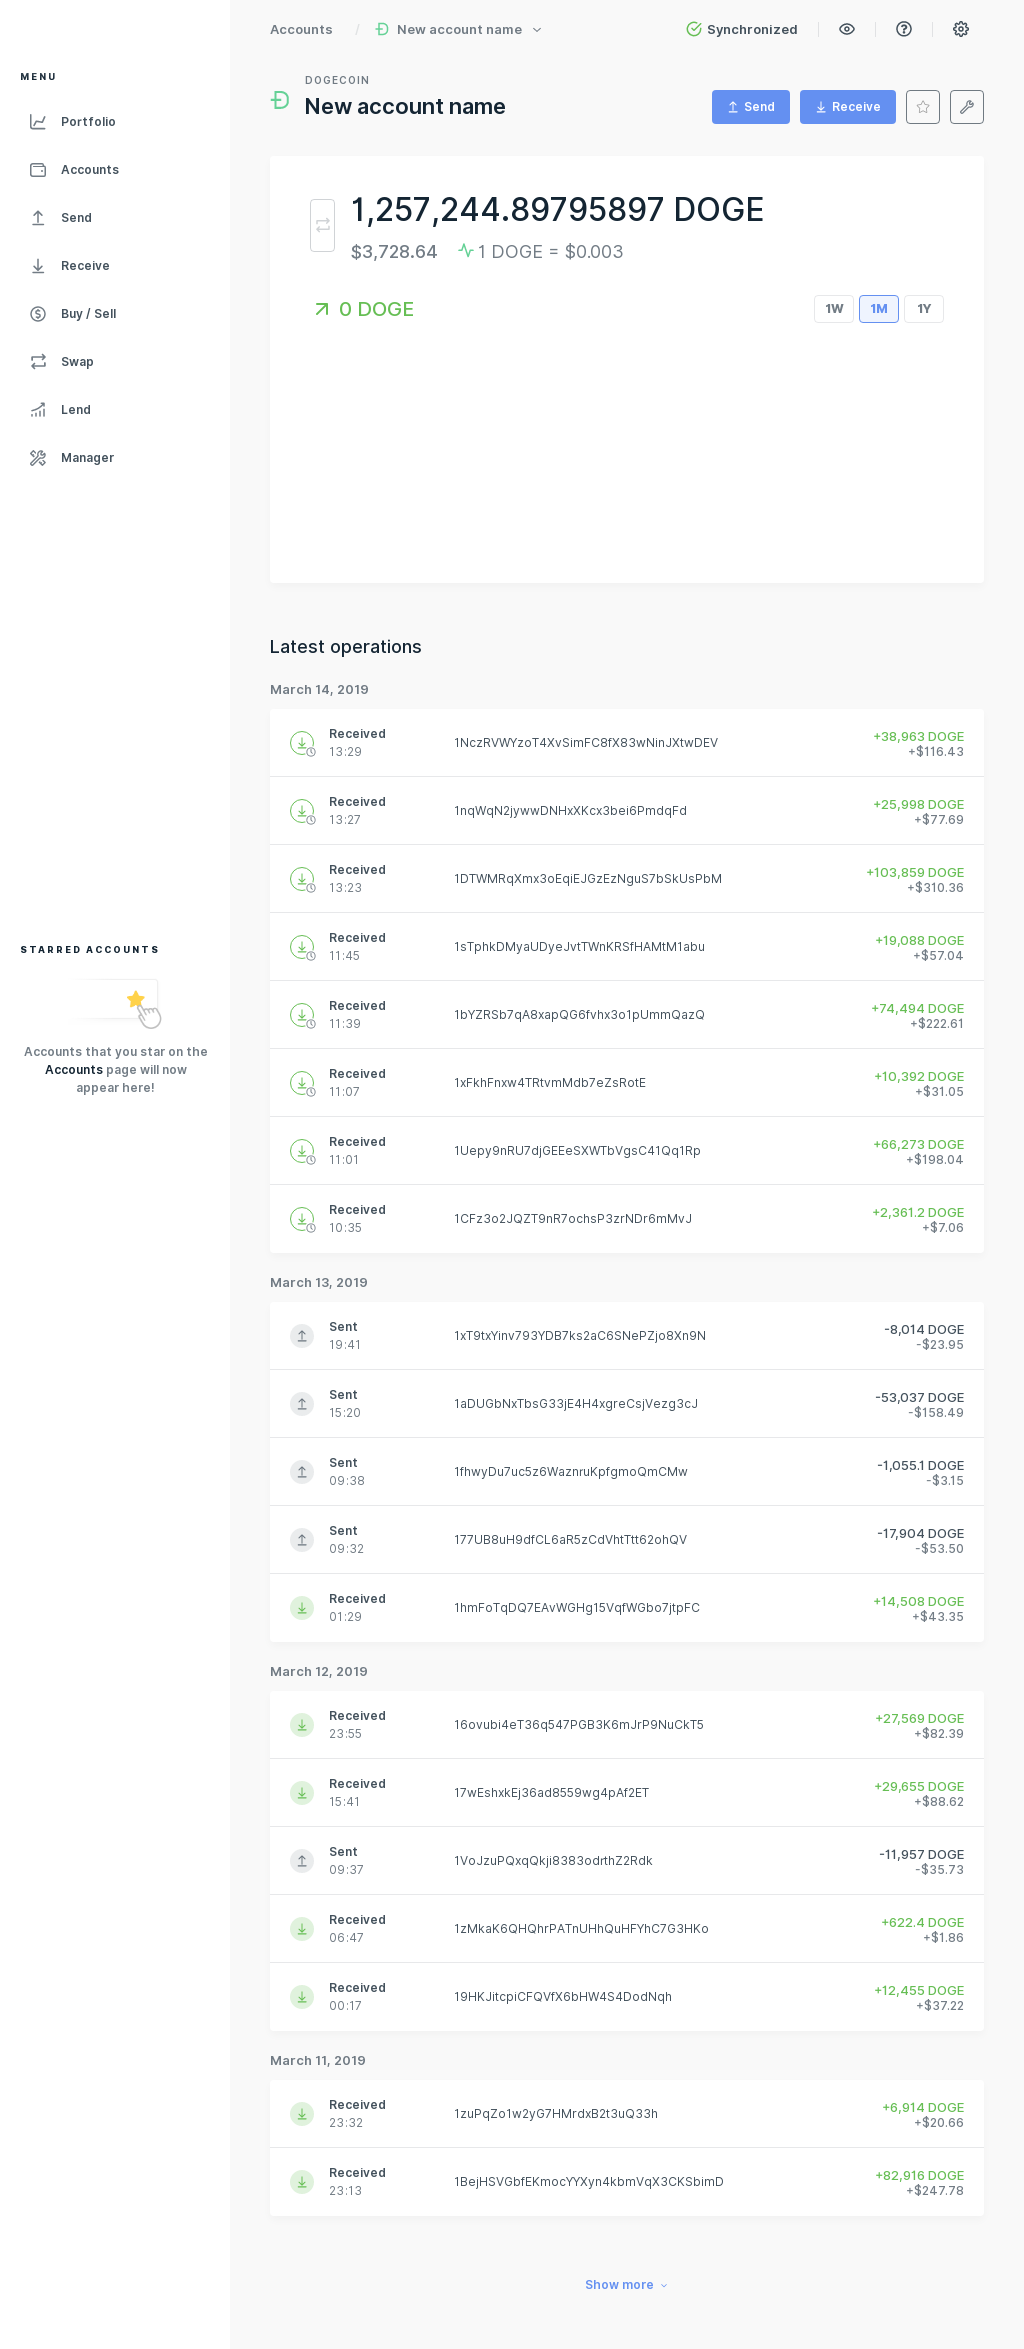 Accounts / New account name
Synchronized
MENU
Portfolio
Accounts
Send
Receive
Buy / Sell
Swap
Lend
Manager
STARRED ACCOUNTS
Accounts that you star on the
Accounts page will now
appear here!
DOGECOIN
New account name
Send
Receive
1,257,244.89795897 DOGE
$3,728.64 1 DOGE = $0.003
0 DOGE
1W 1M 1Y
Latest operations
March 14, 2019
Received 1NczRVWYzoT4XvSimFC8fX83wNinJXtwDEV +38,963 DOGE
13:29 +$116.43
Received 1nqWqN2jywwDNHxXKcx3bei6PmdqFd +25,998 DOGE
13:27 +$77.69
Received 1DTWMRqXmx3oEqiEJGzEzNguS7bSkUsPbM +103,859 DOGE
13:23 +$310.36
Received 1sTphkDMyaUDyeJvtTWnKRSfHAMtM1abu +19,088 DOGE
11:45 +$57.04
Received 1bYZRSb7qA8xapQG6fvhx3o1pUmmQazQ +74,494 DOGE
11:39 +$222.61
Received 1xFkhFnxw4TRtvmMdb7eZsRotE +10,392 DOGE
11:07 +$31.05
Received 1Uepy9nRU7djGEEeSXWTbVgsC41Qq1Rp +66,273 DOGE
11:01 +$198.04
Received 1CFz3o2JQZT9nR7ochsP3zrNDr6mMvJ +2,361.2 DOGE
10:35 +$7.06
March 13, 2019
Sent 1xT9txYinv793YDB7ks2aC6SNePZjo8Xn9N -8,014 DOGE
19:41 -$23.95
Sent 1aDUGbNxTbsG33jE4H4xgreCsjVezg3cJ -53,037 DOGE
15:20 -$158.49
Sent 1fhwyDu7uc5z6WaznruKpfgmoQmCMw -1,055.1 DOGE
09:38 -$3.15
Sent 177UB8uH9dfCL6aR5zCdVhtTtt62ohQV -17,904 DOGE
09:32 -$53.50
Received 1hmFoTqDQ7EAvWGHg15VqfWGbo7jtpFC +14,508 DOGE
01:29 +$43.35
March 12, 2019
Received 16ovubi4eT36q547PGB3K6mJrP9NuCkT5 +27,569 DOGE
23:55 +$82.39
Received 17wEshxkEj36ad8559wg4pAf2ET +29,655 DOGE
15:41 +$88.62
Sent 1VoJzuPQxqQkji8383odrthZ2Rdk -11,957 DOGE
09:37 -$35.73
Received 1zMkaK6QHQhrPATnUHhQuHFYhC7G3HKo +622.4 DOGE
06:47 +$1.86
Received 19HKJitcpiCFQVfX6bHW4S4DodNqh +12,455 DOGE
00:17 +$37.22
March 11, 2019
Received 1zuPqZo1w2yG7HMrdxB2t3uQ33h +6,914 DOGE
23:32 +$20.66
Received 1BejHSVGbfEKmocYYXyn4kbmVqX3CKSbimD +82,916 DOGE
23:13 +$247.78
Show more